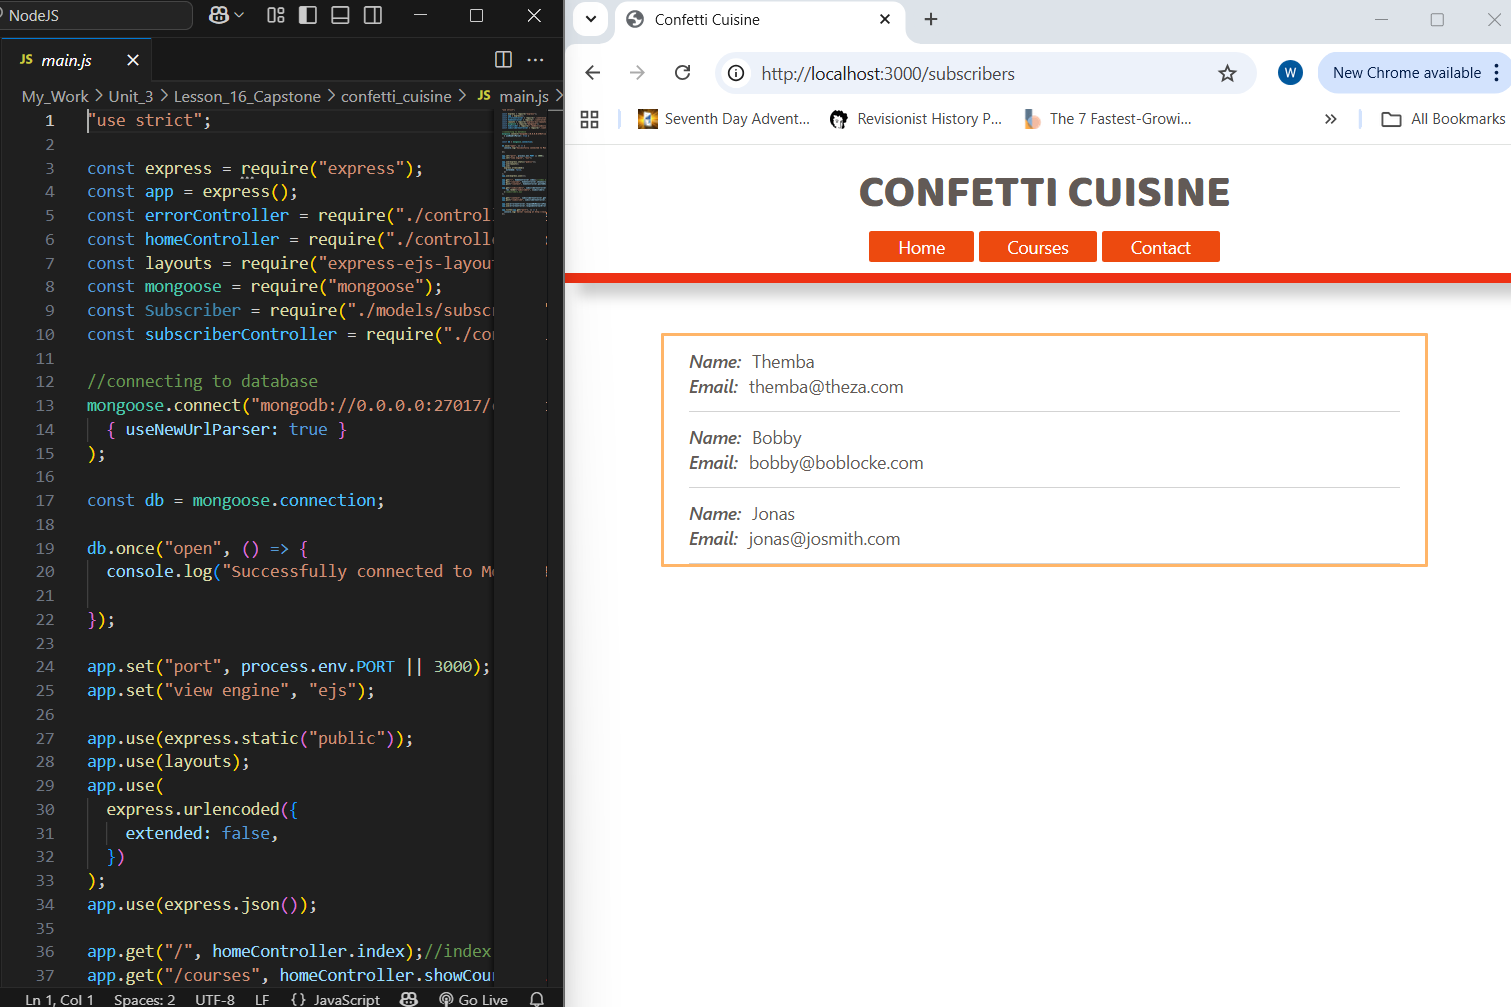 NodeJS
JS main.js
My_Work > Unit_3 > Lesson_16_Capstone > confetti_cuisine > JS main.js >
1 "use strict";
2
3 const express = require("express");
4 const app = express();
5 const errorController = require("./controll
6 const homeController = require("./controlle
7 const layouts = require("express-ejs-layout
8 const mongoose = require("mongoose");
9 const Subscriber = require("./models/subscr
10 const subscriberController = require("./con
11
12 //connecting to database
13 mongoose.connect("mongodb://0.0.0.0:27017/
14 { useNewUrlParser: true }
15 );
16
17 const db = mongoose.connection;
18
19 db.once("open", () => {
20 console.log("Successfully connected to Mo
21
22 });
23
24 app.set("port", process.env.PORT || 3000);
25 app.set("view engine", "ejs");
26
27 app.use(express.static("public"));
28 app.use(layouts);
29 app.use(
30 express.urlencoded({
31 extended: false,
32 })
33 );
34 app.use(express.json());
35
36 app.get("/", homeController.index);//index
37 app.get("/courses", homeController.showCour
Ln 1, Col 1 Spaces: 2 UTF-8 LF {} JavaScript Go Live
Confetti Cuisine
http://localhost:3000/subscribers
W
New Chrome available
Seventh Day Advent... Revisionist History P... The 7 Fastest-Growi... » All Bookmarks
CONFETTI CUISINE
Home Courses Contact
Name: Themba
Email: themba@theza.com
Name: Bobby
Email: bobby@boblocke.com
Name: Jonas
Email: jonas@josmith.com